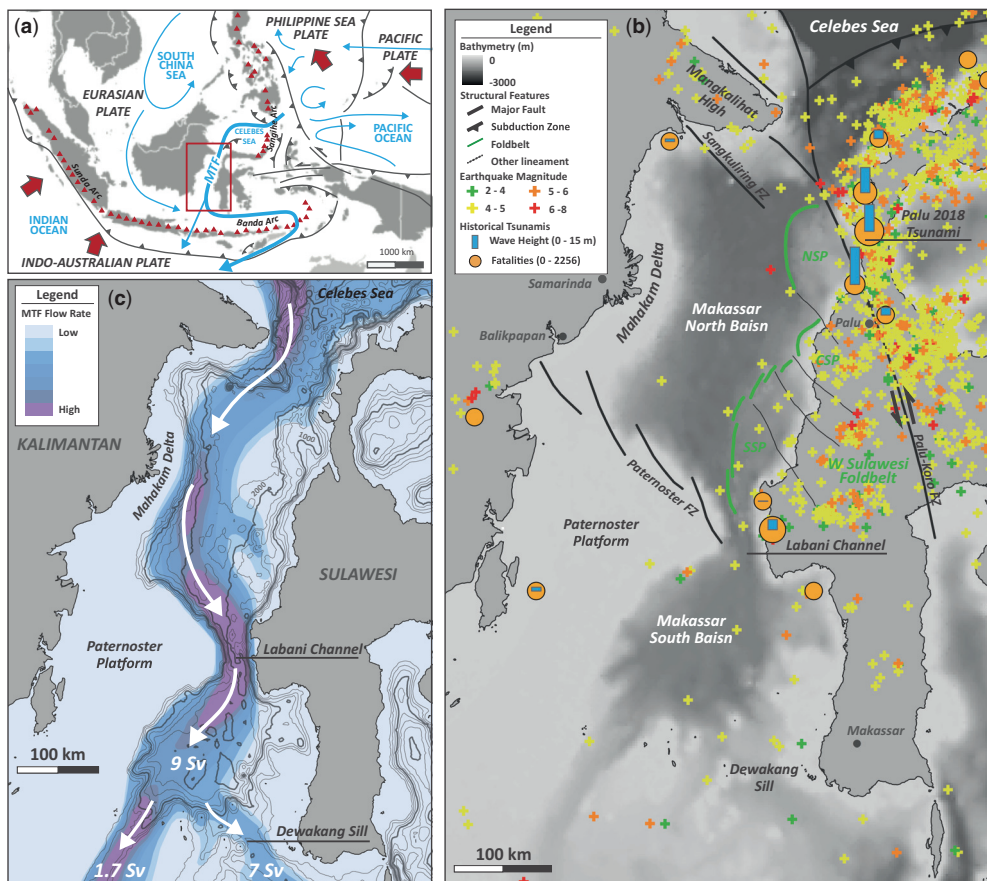 (a)
PHILIPPINE SEA
PLATE
PACIFIC
PLATE
SOUTH
CHINA
SEA
EURASIAN
PLATE
PACIFIC
OCEAN
CELEBES
SEA
Sangihe Arc
MTF
Sunda Arc
Banda Arc
INDIAN
OCEAN
INDO-AUSTRALIAN PLATE
1000 km
(b)
Legend
Bathymetry (m)
0
-3000
Structural Features
Major Fault
Subduction Zone
Foldbelt
Other lineament
Earthquake Magnitude
2 - 4
5 - 6
4 - 5
6 -8
Historical Tsunamis
Wave Height (0 - 15 m)
Fatalities (0 - 2256)
Celebes Sea
Mangkalihat
High
Sangkuliring FZ
Palu 2018
Tsunami
NSP
Samarinda
Mahakam Delta
Makassar
North Baisn
Balikpapan
Palu
CSP
SSP
Palu-Koro FZ
W Sulawesi
Foldbelt
Paternoster FZ
Paternoster
Platform
Labani Channel
Makassar
South Baisn
Makassar
Dewakang
Sill
100 km
(c)
Legend
MTF Flow Rate
Low
High
Celebes Sea
KALIMANTAN
Mahakam Delta
1000
2000
SULAWESI
Paternoster
Platform
Labani Channel
100 km
9 Sv
Dewakang Sill
1.7 Sv
7 Sv